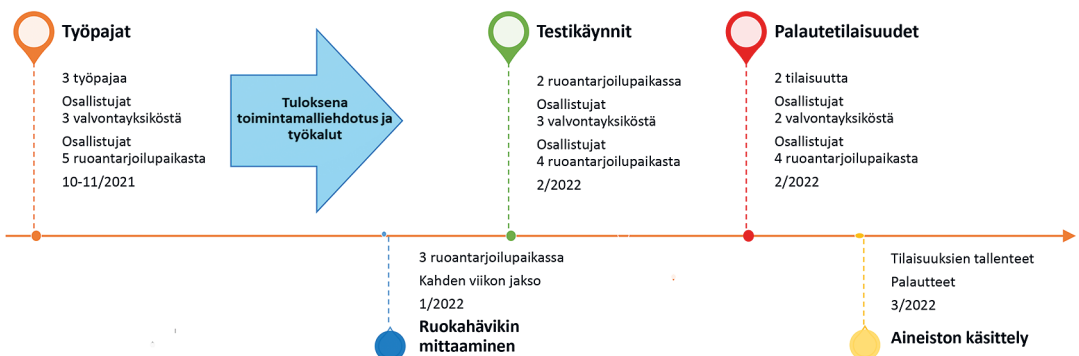 Työpajat
3 työpajaa
Osallistujat
3 valvontayksiköstä
Osallistujat
5 ruoantarjoilupaikasta
10-11/2021
Tuloksena
toimintamalliehdotus ja
työkalut
Testikäynnit
2 ruoantarjoilupaikassa
Osallistujat
3 valvontayksiköstä
Osallistujat
4 ruoantarjoilupaikasta
2/2022
Palautetilaisuudet
2 tilaisuutta
Osallistujat
2 valvontayksiköstä
Osallistujat
4 ruoantarjoilupaikasta
2/2022
3 ruoantarjoilupaikassa
Kahden viikon jakso
1/2022
Ruokahävikin
mittaaminen
Tilaisuuksien tallenteet
Palautteet
3/2022
Aineiston käsittely